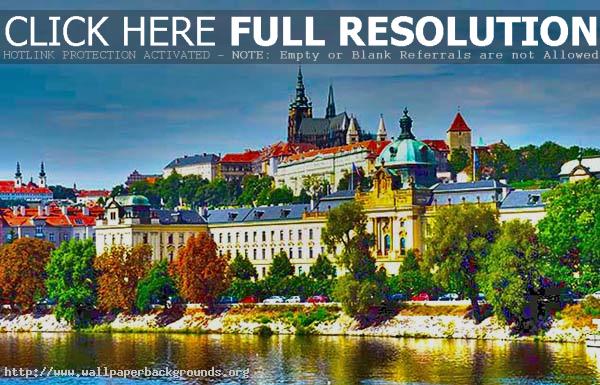 CLICK HERE FULL RESOLUTION
HOTLINK PROTECTION ACTIVATED - NOTE: Empty or Blank Referrals are not Allowed
http://www.wallpaperbackgrounds.org